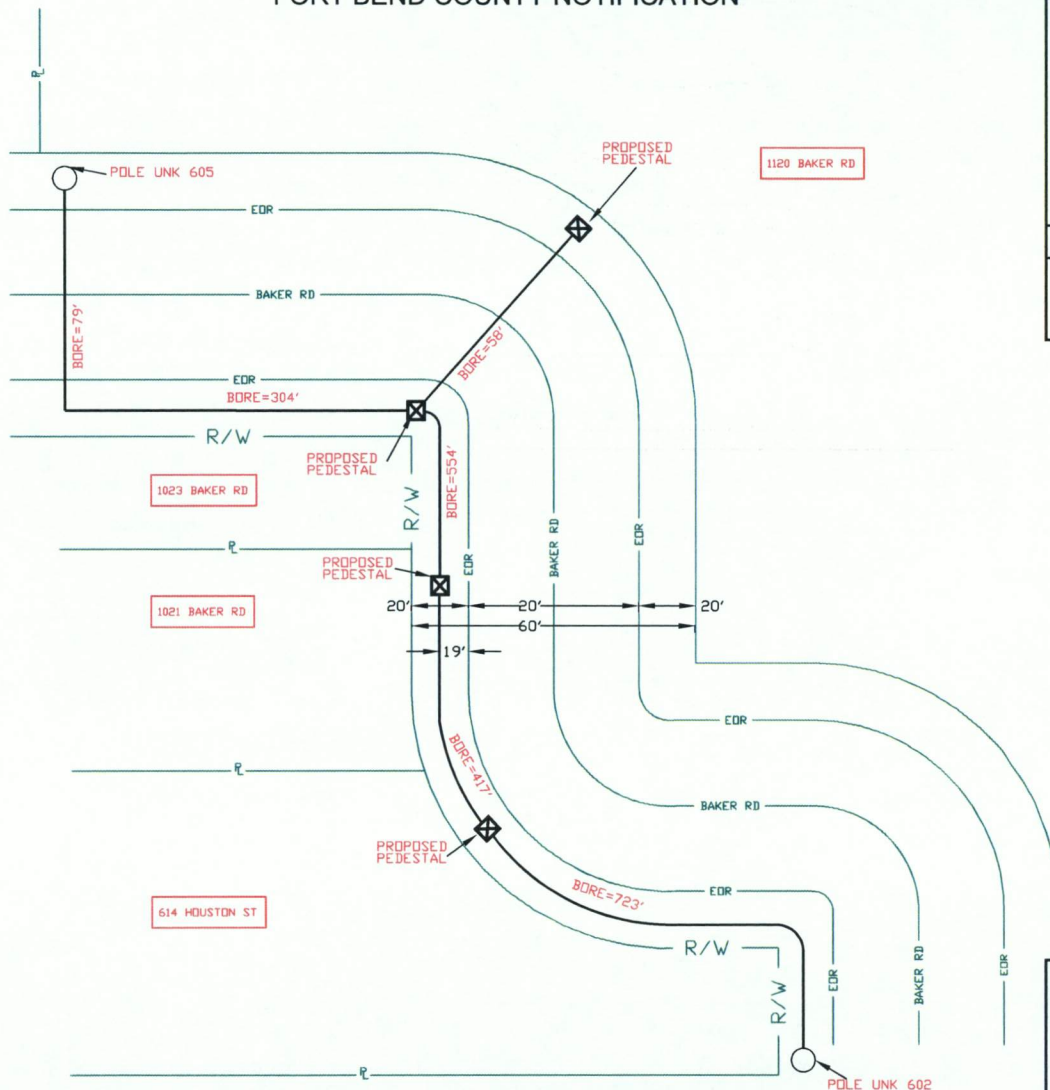 FORT BEND COUNTY NOTIFICATION
PL
POLE UNK 605
PROPOSED
PEDESTAL
1120 BAKER RD
EOR
BAKER RD
BORE=79'
BORE=58'
EOR
BORE=304'
R/W
PROPOSED
PEDESTAL
BORE=554'
1023 BAKER RD
R/W
PL
PROPOSED
PEDESTAL
EOR
BAKER RD
EOR
1021 BAKER RD
20'
20'
20'
60'
19'
EOR
BORE=417'
PL
BAKER RD
PROPOSED
PEDESTAL
BORE=723'
EOR
614 HOUSTON ST
R/W
R/W
EOR
BAKER RD
EOR
PL
POLE UNK 602